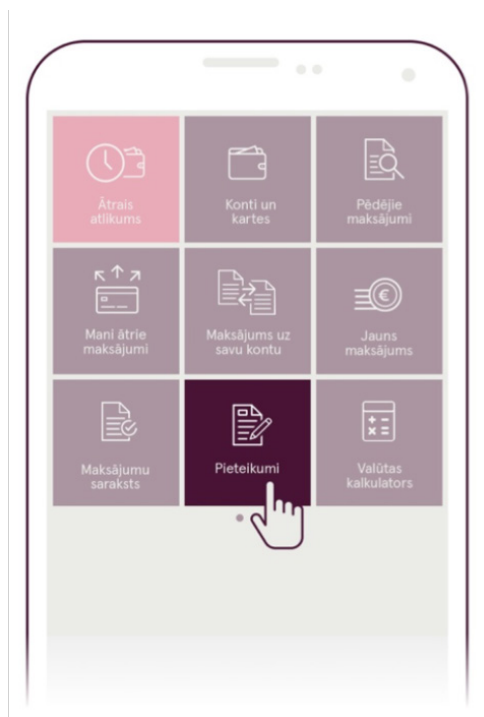 Ātrais
atlikums
Konti un
kartes
Pēdējie
maksājumi
Mani ātrie
maksājumi
Maksājums uz
savu kontu
Jauns
maksājums
Maksājumu
saraksts
Pieteikumi
Valūtas
kalkulators